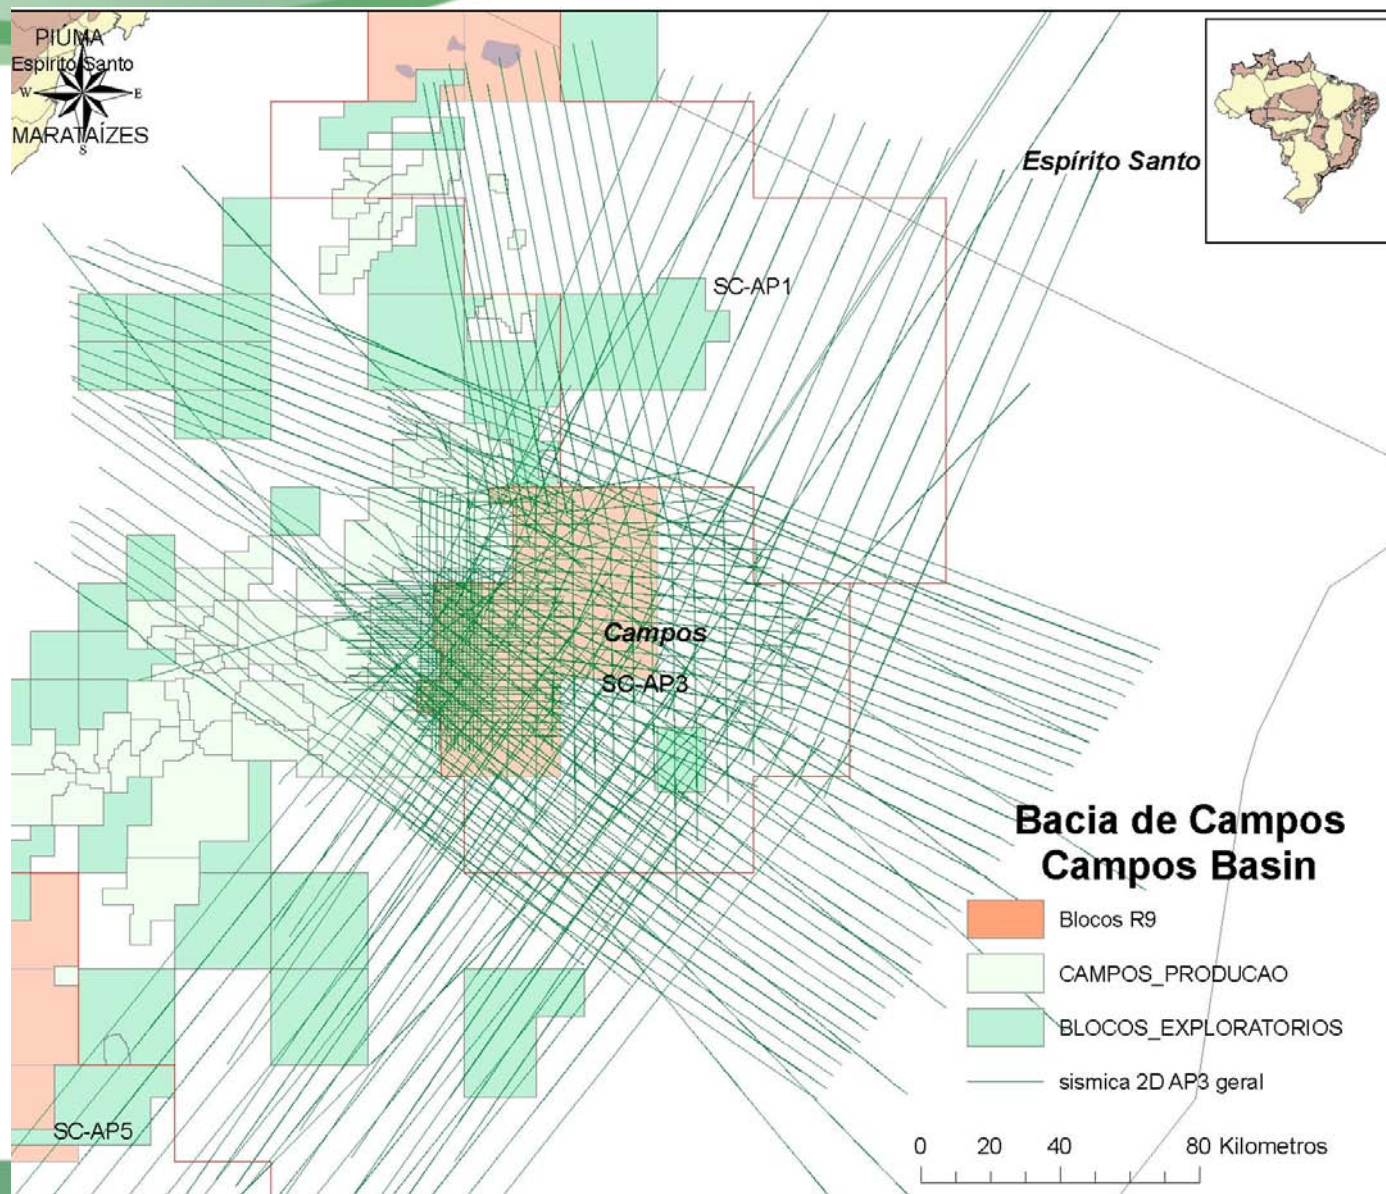 PIÚMA
Espírito Santo
W E
MARATAÍZES
S
Espírito Santo
SC-AP1
Campos
SC-AP3
Bacia de Campos
Campos Basin
Blocos R9
CAMPOS_PRODUCAO
BLOCOS_EXPLORATORIOS
sismica 2D AP3 geral
SC-AP5
0 20 40 80 Kilometros